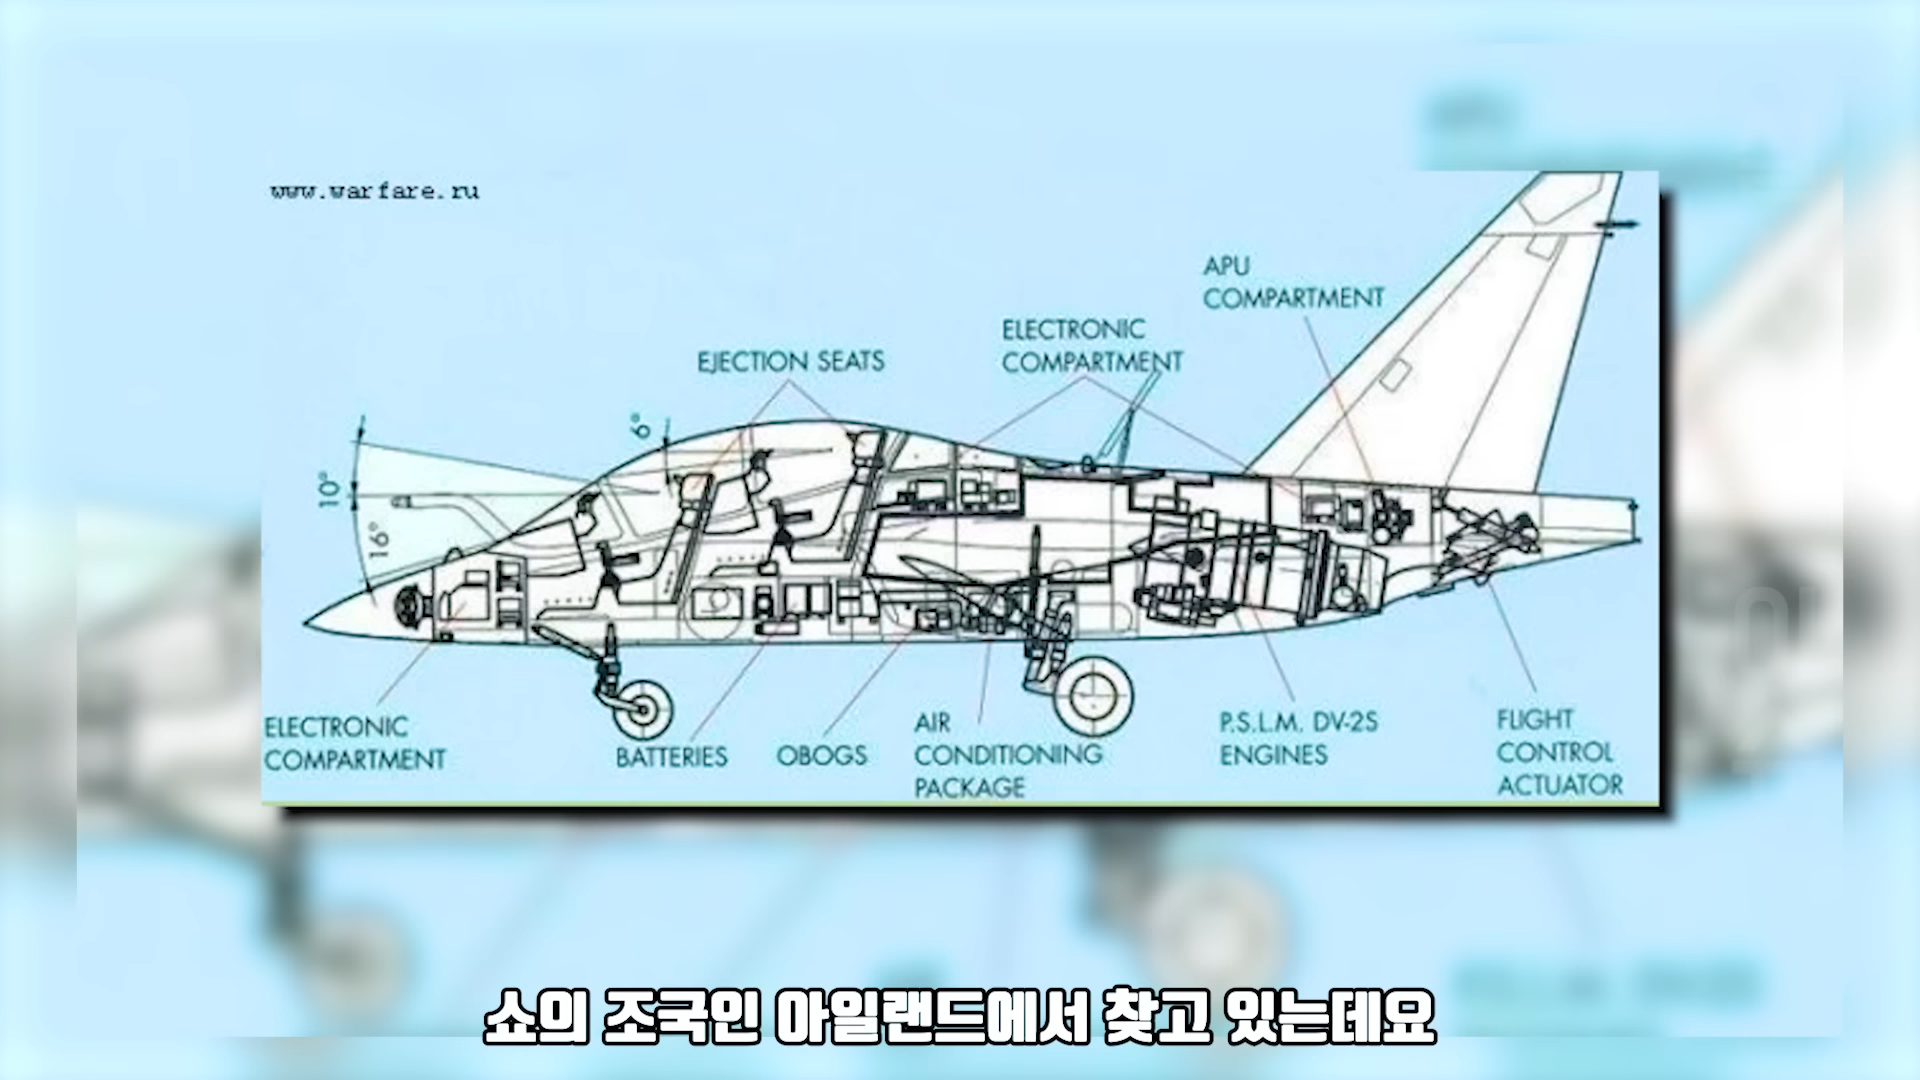 www.warfare.ru
APU
COMPARTMENT
ELECTRONIC
COMPARTMENT
EJECTION SEATS
6°
10°
16°
ELECTRONIC
COMPARTMENT
BATTERIES
OBOGS
AIR
CONDITIONING
PACKAGE
P.S.L.M. DV-2S
ENGINES
FLIGHT
CONTROL
ACTUATOR
쇼의 조국인 아일랜드에서 찾고 있는데요